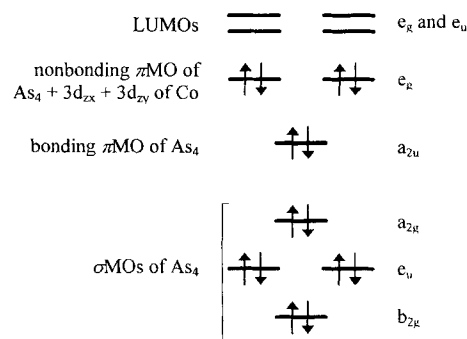 LUMOs e_g and e_u
nonbonding πMO of
As₄ + 3d_zx + 3d_zy of Co e_g
bonding πMO of As₄ a_2u
a_2g
σMOs of As₄ e_u
b_2g